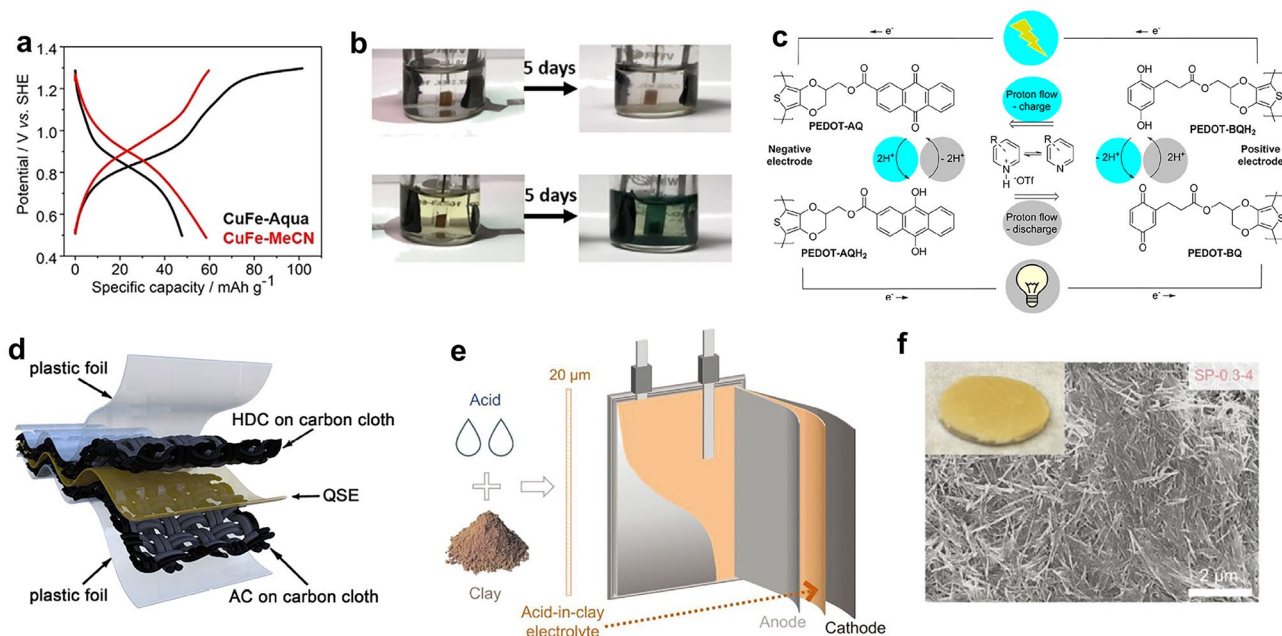 a
1.4
1.2
1.0
0.8
0.6
0.4
0
20
40
60
80
100
Potential / V vs. SHE
Specific capacity / mAh g⁻¹
CuFe-Aqua
CuFe-MeCN
b
5 days
5 days
c
e⁻
e⁻
PEDOT-AQ
Negative
electrode
2H⁺
- 2H⁺
PEDOT-AQH₂
Proton flow
- charge
R
N
H
⁻OTf
R
N
Proton flow
- discharge
PEDOT-BQH₂
Positive
electrode
- 2H⁺
2H⁺
PEDOT-BQ
e⁻
e⁻
d
plastic foil
HDC on carbon cloth
QSE
plastic foil
AC on carbon cloth
e
20 μm
Acid
Clay
Acid-in-clay
electrolyte
Anode
Cathode
f
SP-0.3-4
2 μm